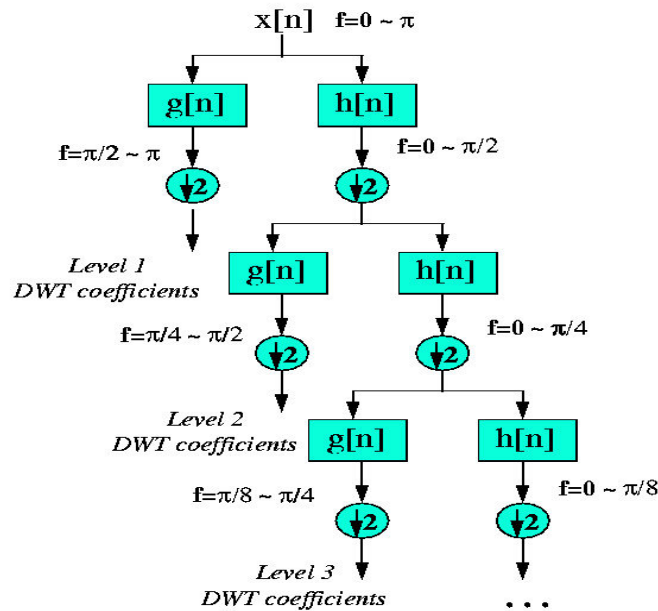 x[n] f=0 ~ π
g[n] h[n]
f=π/2 ~ π f=0 ~ π/2
↓2 ↓2
Level 1
DWT coefficients
g[n] h[n]
f=π/4 ~ π/2 f=0 ~ π/4
↓2 ↓2
Level 2
DWT coefficients
g[n] h[n]
f=π/8 ~ π/4 f=0 ~ π/8
↓2 ↓2
Level 3
DWT coefficients
...